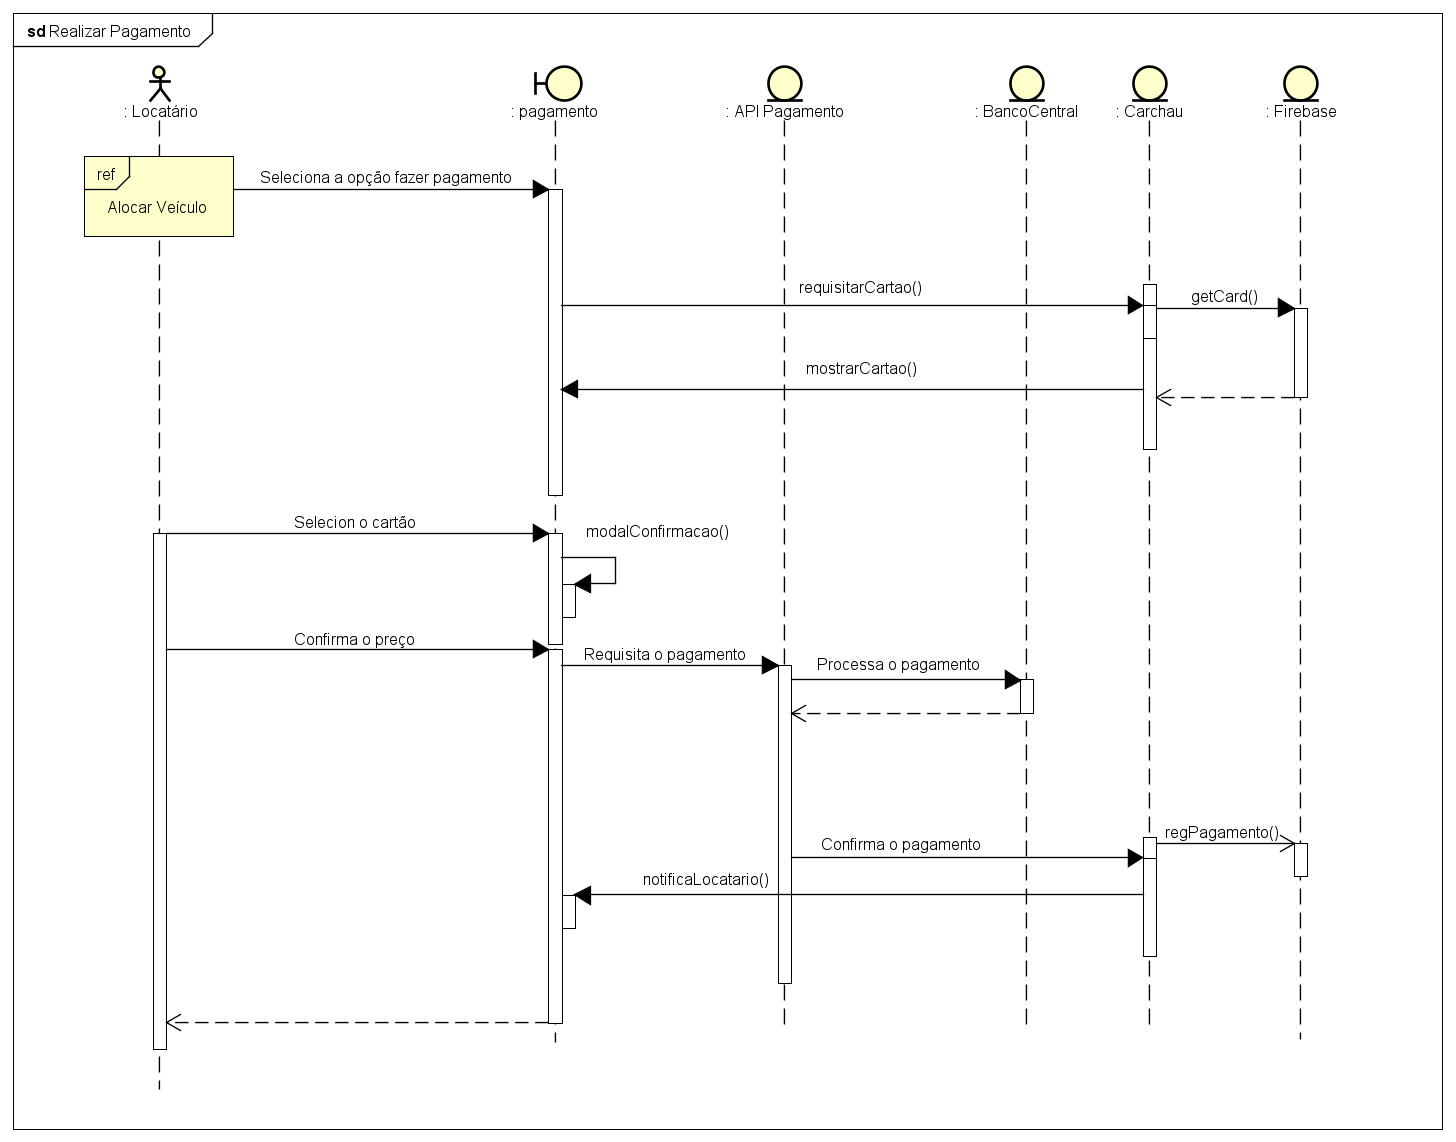 sd Realizar Pagamento
: Locatário
: pagamento
: API Pagamento
: BancoCentral
: Carchau
: Firebase
ref
Alocar Veículo
Seleciona a opção fazer pagamento
requisitarCartao()
getCard()
mostrarCartao()
Selecion o cartão
modalConfirmacao()
Confirma o preço
Requisita o pagamento
Processa o pagamento
regPagamento()
Confirma o pagamento
notificaLocatario()